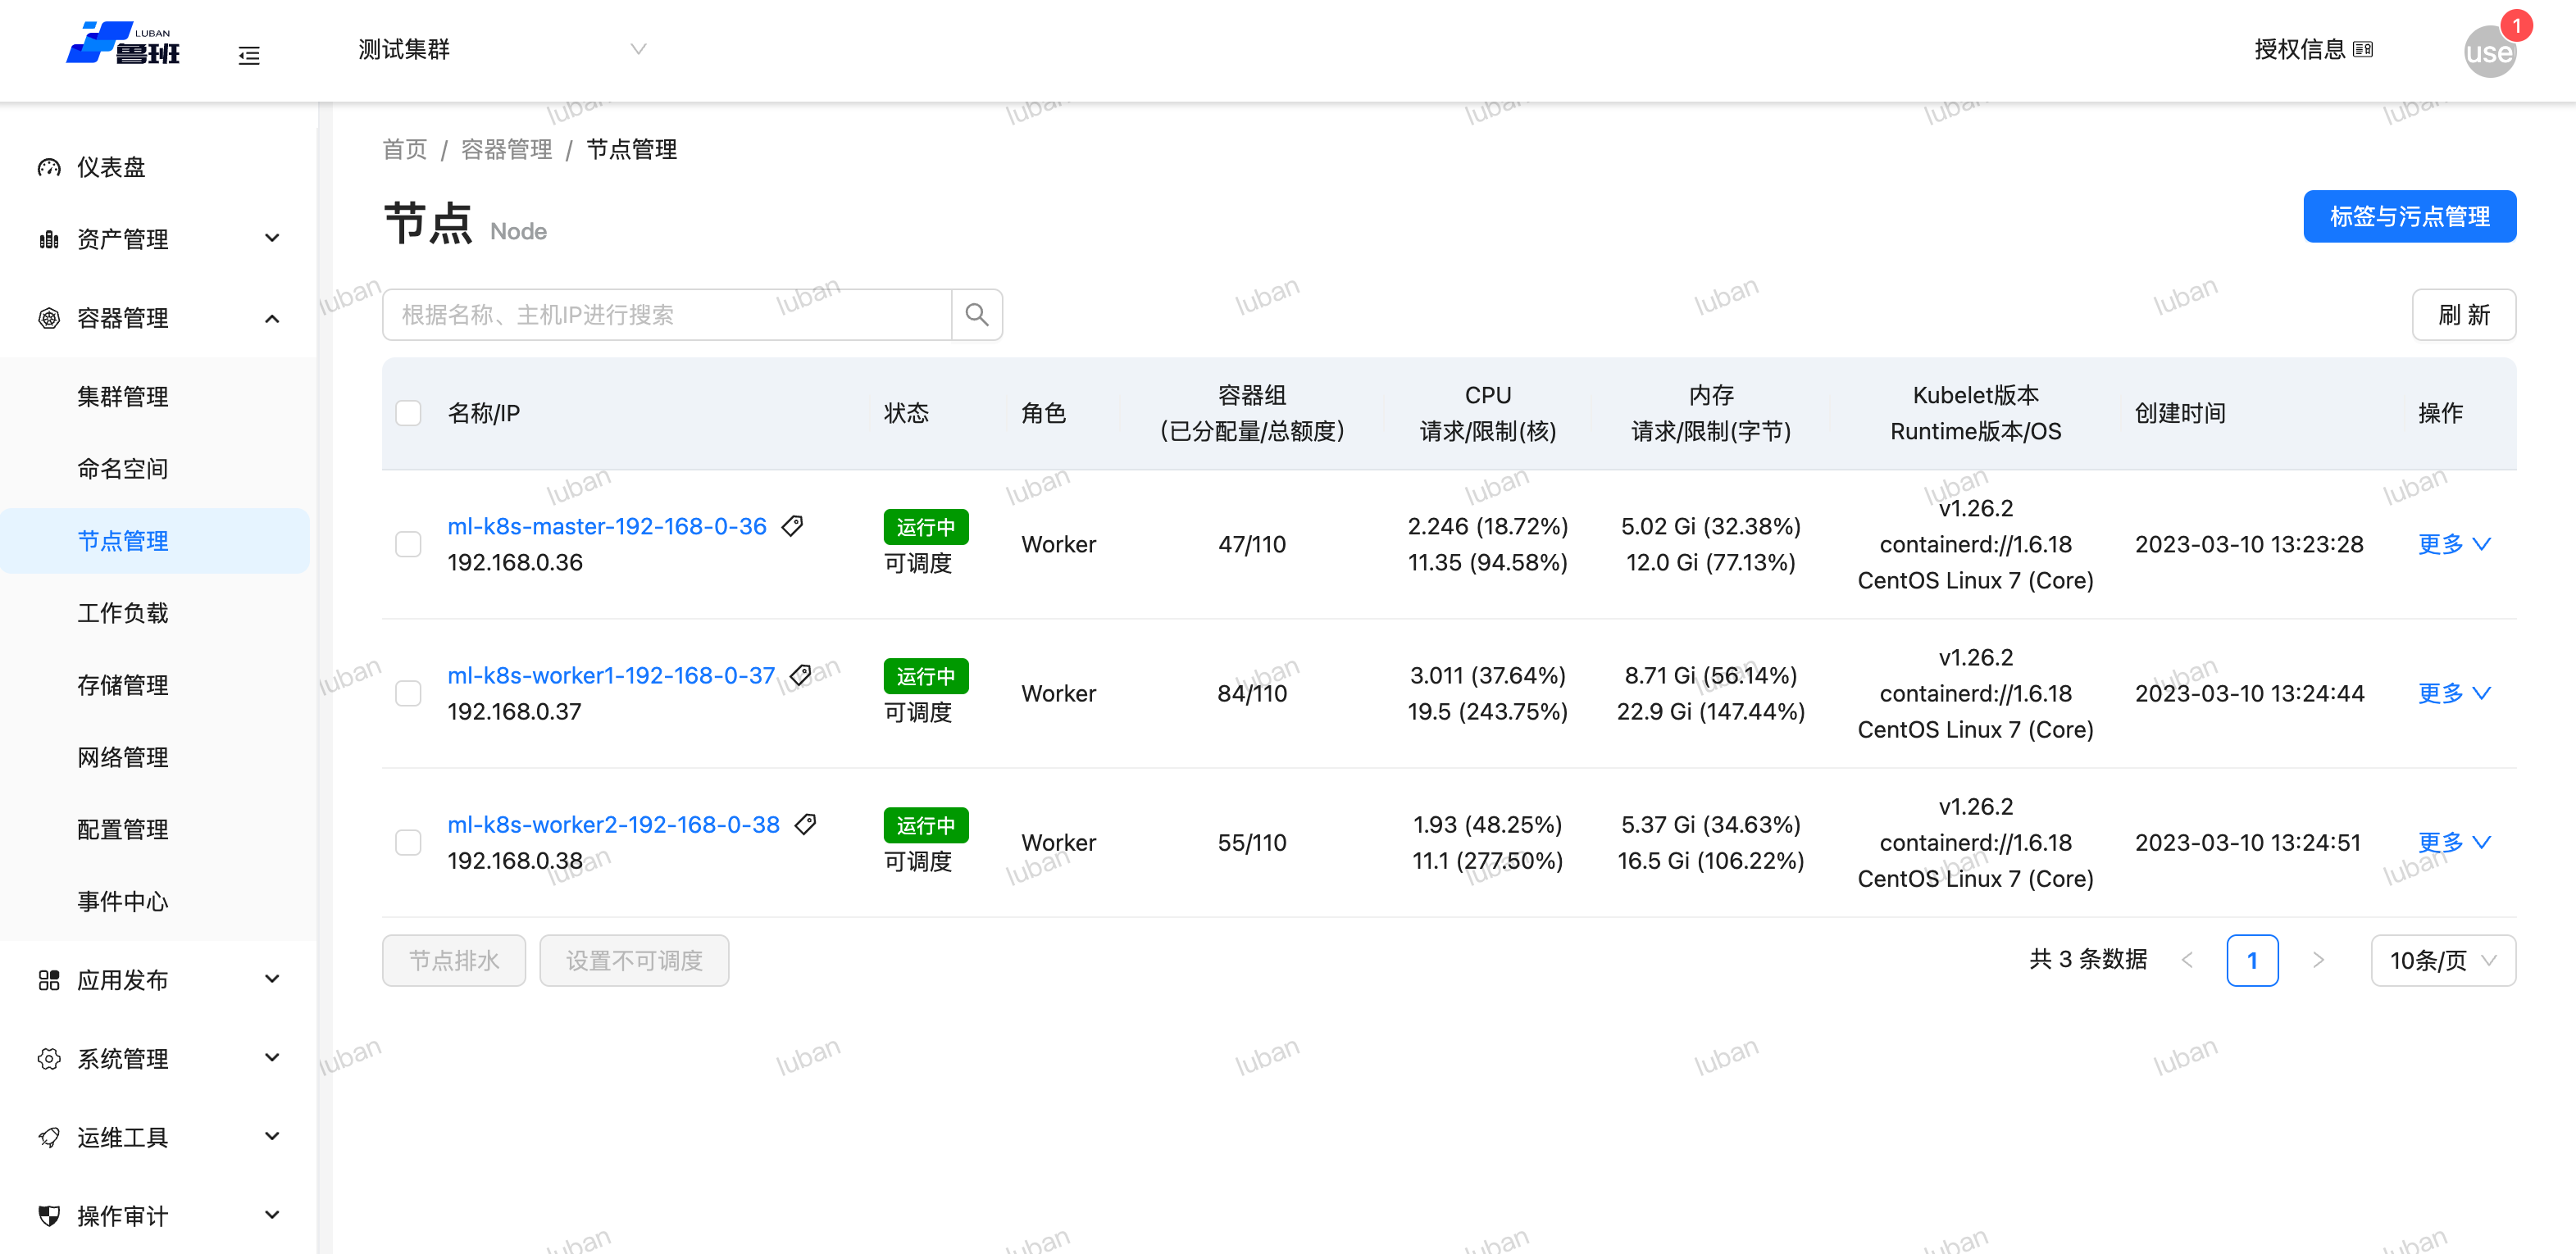 LUBAN
鲁班
测试集群
授权信息
use
1
仪表盘
资产管理
容器管理
集群管理
命名空间
节点管理
工作负载
存储管理
网络管理
配置管理
事件中心
应用发布
系统管理
运维工具
操作审计
首页 / 容器管理 / 节点管理
节点 Node
标签与污点管理
根据名称、主机IP进行搜索
刷 新
名称/IP
状态
角色
容器组
（已分配量/总额度）
CPU
请求/限制(核)
内存
请求/限制(字节)
Kubelet版本
Runtime版本/OS
创建时间
操作
ml-k8s-master-192-168-0-36
192.168.0.36
运行中
可调度
Worker
47/110
2.246 (18.72%)
11.35 (94.58%)
5.02 Gi (32.38%)
12.0 Gi (77.13%)
v1.26.2
containerd://1.6.18
CentOS Linux 7 (Core)
2023-03-10 13:23:28
更多
ml-k8s-worker1-192-168-0-37
192.168.0.37
运行中
可调度
Worker
84/110
3.011 (37.64%)
19.5 (243.75%)
8.71 Gi (56.14%)
22.9 Gi (147.44%)
v1.26.2
containerd://1.6.18
CentOS Linux 7 (Core)
2023-03-10 13:24:44
更多
ml-k8s-worker2-192-168-0-38
192.168.0.38
运行中
可调度
Worker
55/110
1.93 (48.25%)
11.1 (277.50%)
5.37 Gi (34.63%)
16.5 Gi (106.22%)
v1.26.2
containerd://1.6.18
CentOS Linux 7 (Core)
2023-03-10 13:24:51
更多
节点排水
设置不可调度
共 3 条数据
1
10条/页
luban